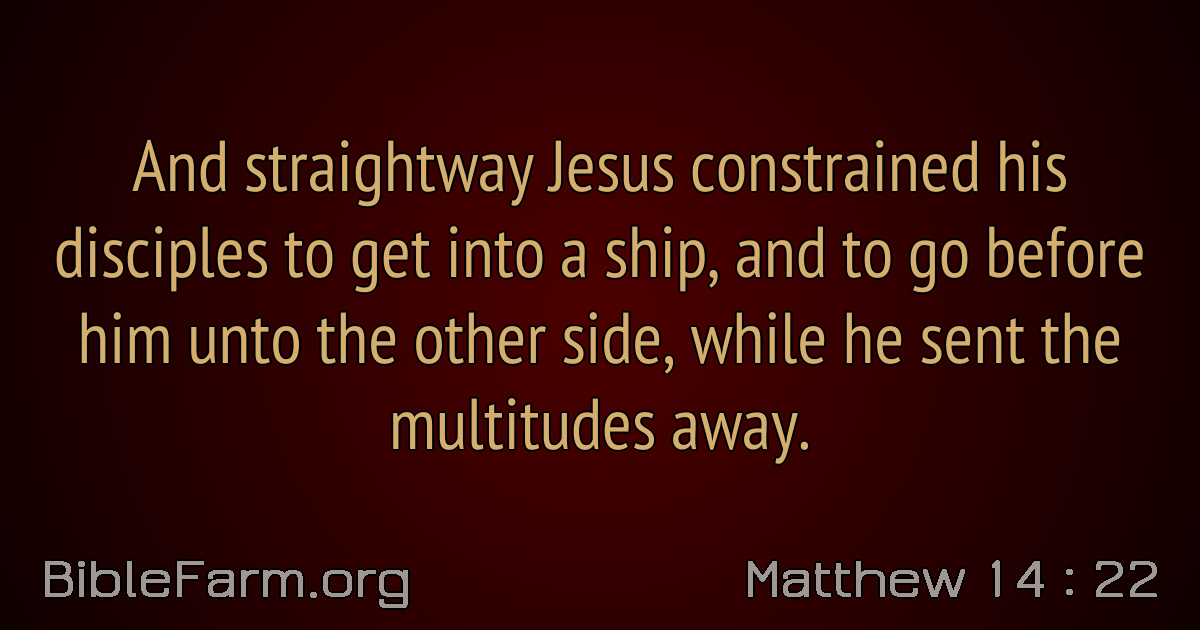 And straightway Jesus constrained his
disciples to get into a ship, and to go before
him unto the other side, while he sent the
multitudes away.
BibleFarm.org
Matthew 14 : 22